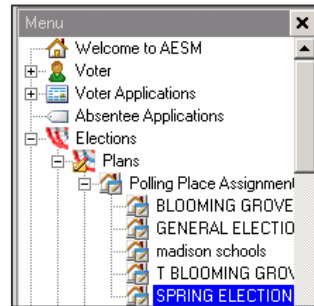 Menu
Welcome to AESM
Voter
Voter Applications
Absentee Applications
Elections
Plans
Polling Place Assignment
BLOOMING GROVE
GENERAL ELECTIO
madison schools
T BLOOMING GROV
SPRING ELECTION